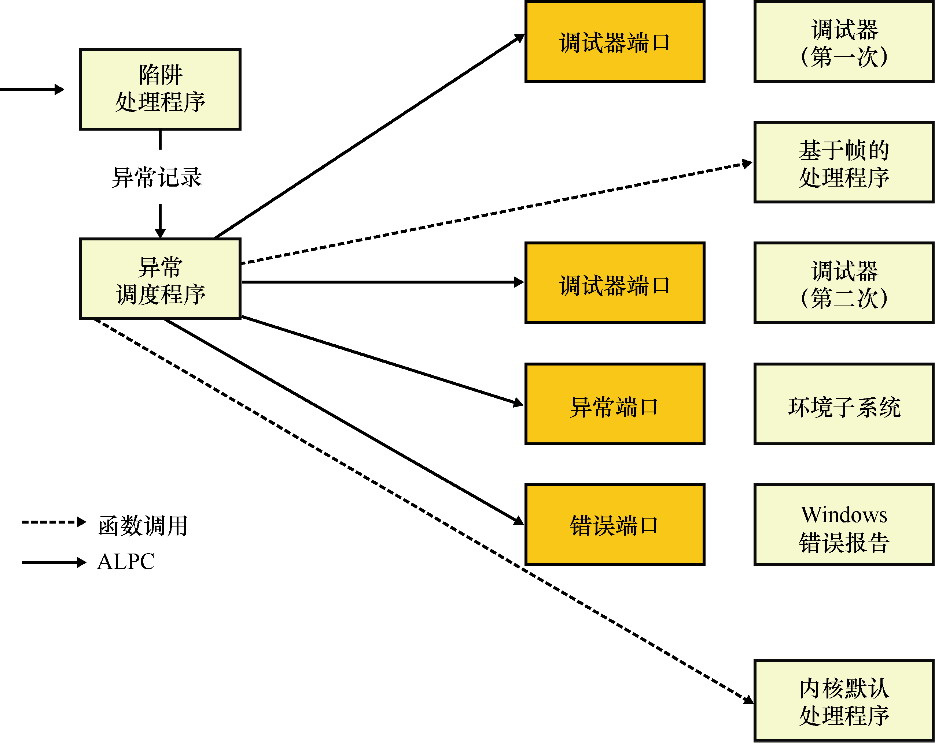 调试器端口
调试器
（第一次）
陷阱
处理程序
异常记录
基于帧的
处理程序
异常
调度程序
调试器端口
调试器
（第二次）
异常端口
环境子系统
错误端口
Windows
错误报告
函数调用
ALPC
内核默认
处理程序